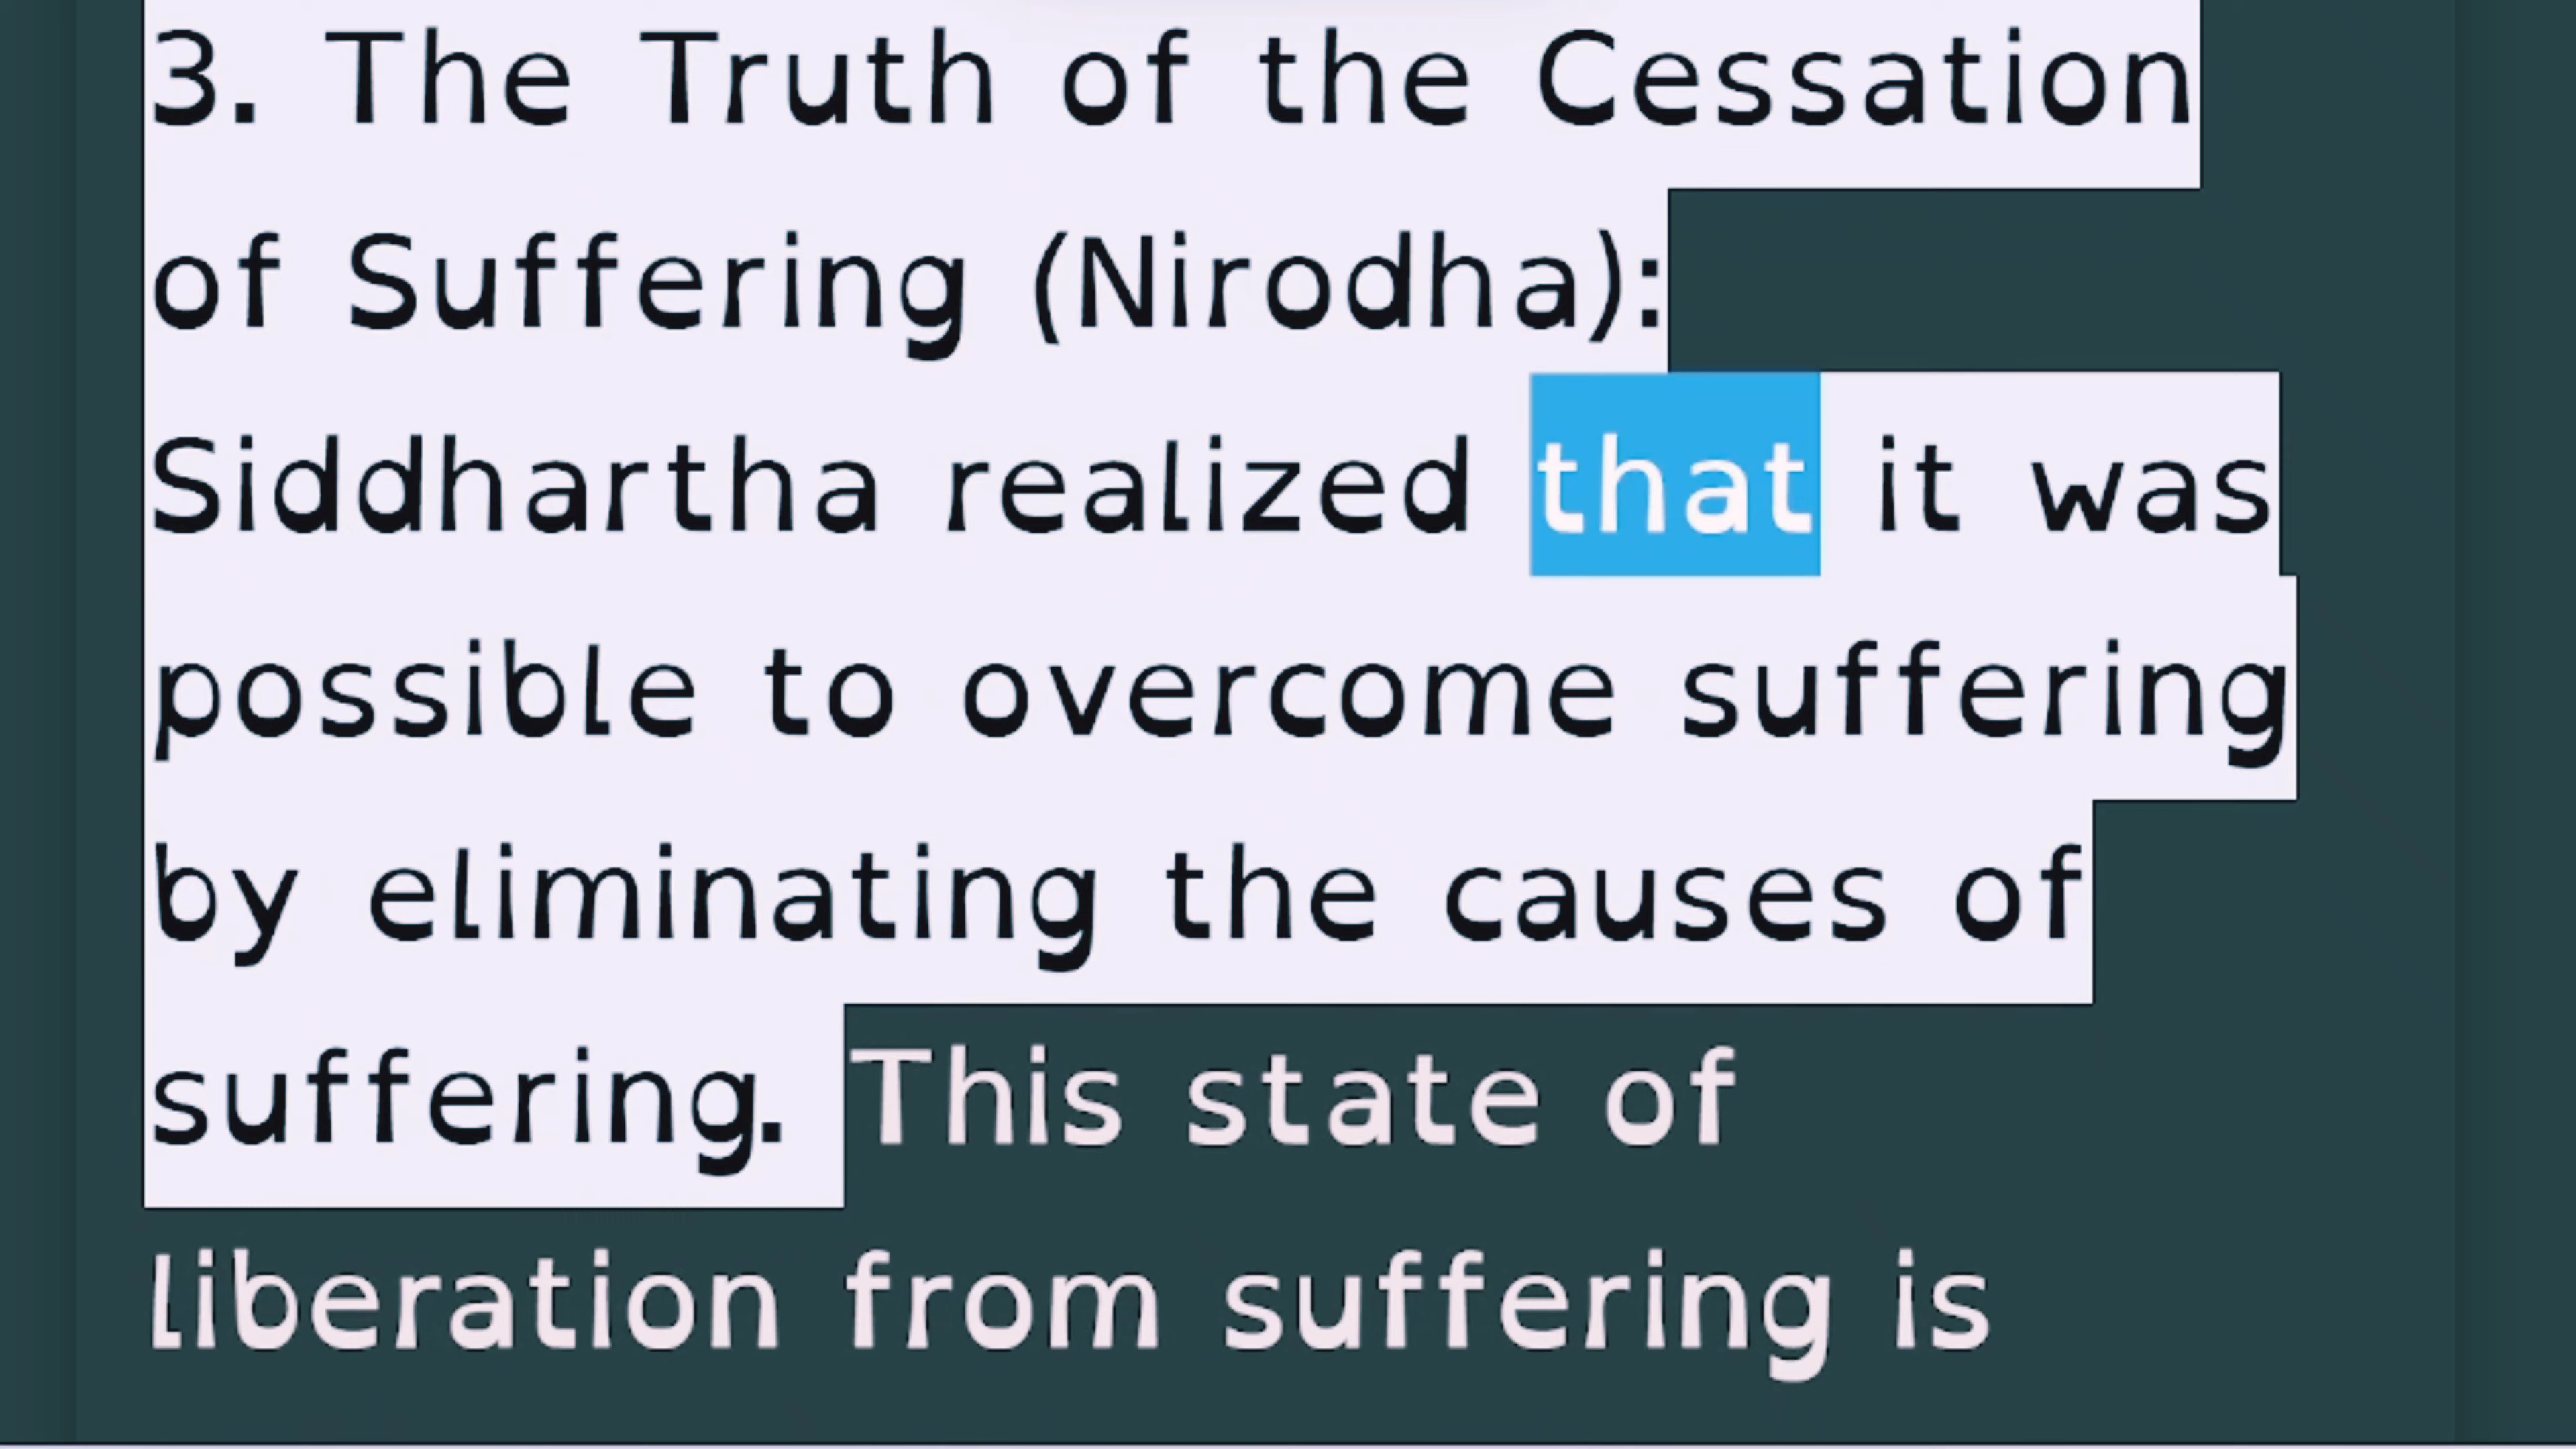 3. The Truth of the Cessation
of Suffering (Nirodha):
Siddhartha realized that it was
possible to overcome suffering
by eliminating the causes of
suffering. This state of
liberation from suffering is